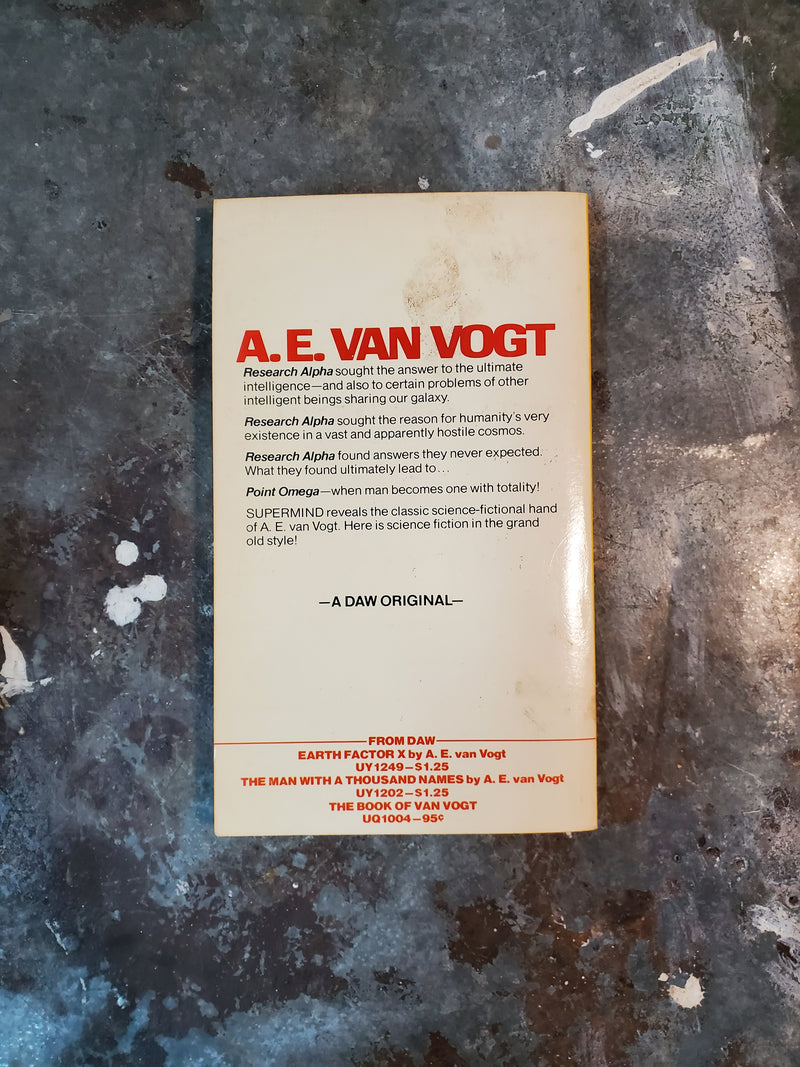 A. E. VAN VOGT
Research Alpha sought the answer to the ultimate
intelligence—and also to certain problems of other
intelligent beings sharing our galaxy.
Research Alpha sought the reason for humanity's very
existence in a vast and apparently hostile cosmos.
Research Alpha found answers they never expected.
What they found ultimately lead to...
Point Omega—when man becomes one with totality!
SUPERMIND reveals the classic science-fictional hand
of A. E. van Vogt. Here is science fiction in the grand
old style!
—A DAW ORIGINAL—
FROM DAW
EARTH FACTOR X by A. E. van Vogt
UY1249—$1.25
THE MAN WITH A THOUSAND NAMES by A. E. van Vogt
UY1202—$1.25
THE BOOK OF VAN VOGT
UQ1004—95¢